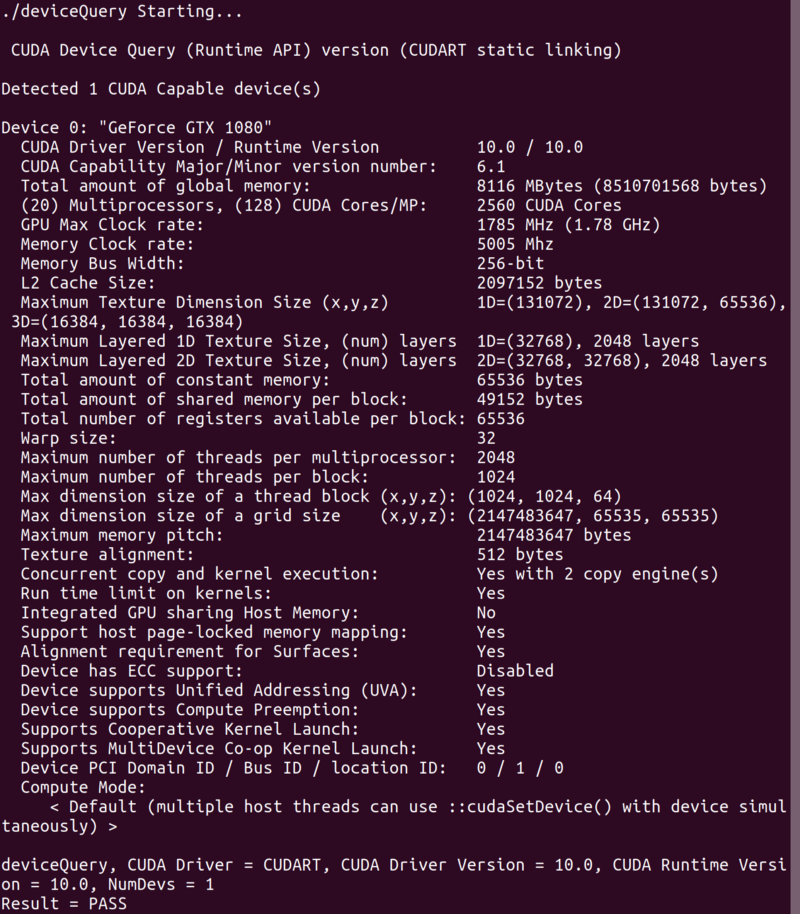 ./deviceQuery Starting...
CUDA Device Query (Runtime API) version (CUDART static linking)
Detected 1 CUDA Capable device(s)
Device 0: "GeForce GTX 1080"
CUDA Driver Version / Runtime Version 10.0 / 10.0
CUDA Capability Major/Minor version number: 6.1
Total amount of global memory: 8116 MBytes (8510701568 bytes)
(20) Multiprocessors, (128) CUDA Cores/MP: 2560 CUDA Cores
GPU Max Clock rate: 1785 MHz (1.78 GHz)
Memory Clock rate: 5005 Mhz
Memory Bus Width: 256-bit
L2 Cache Size: 2097152 bytes
Maximum Texture Dimension Size (x,y,z) 1D=(131072), 2D=(131072, 65536),
3D=(16384, 16384, 16384)
Maximum Layered 1D Texture Size, (num) layers 1D=(32768), 2048 layers
Maximum Layered 2D Texture Size, (num) layers 2D=(32768, 32768), 2048 layers
Total amount of constant memory: 65536 bytes
Total amount of shared memory per block: 49152 bytes
Total number of registers available per block: 65536
Warp size: 32
Maximum number of threads per multiprocessor: 2048
Maximum number of threads per block: 1024
Max dimension size of a thread block (x,y,z): (1024, 1024, 64)
Max dimension size of a grid size (x,y,z): (2147483647, 65535, 65535)
Maximum memory pitch: 2147483647 bytes
Texture alignment: 512 bytes
Concurrent copy and kernel execution: Yes with 2 copy engine(s)
Run time limit on kernels: Yes
Integrated GPU sharing Host Memory: No
Support host page-locked memory mapping: Yes
Alignment requirement for Surfaces: Yes
Device has ECC support: Disabled
Device supports Unified Addressing (UVA): Yes
Device supports Compute Preemption: Yes
Supports Cooperative Kernel Launch: Yes
Supports MultiDevice Co-op Kernel Launch: Yes
Device PCI Domain ID / Bus ID / location ID: 0 / 1 / 0
Compute Mode:
< Default (multiple host threads can use ::cudaSetDevice() with device simul
taneously) >
deviceQuery, CUDA Driver = CUDART, CUDA Driver Version = 10.0, CUDA Runtime Versi
on = 10.0, NumDevs = 1
Result = PASS